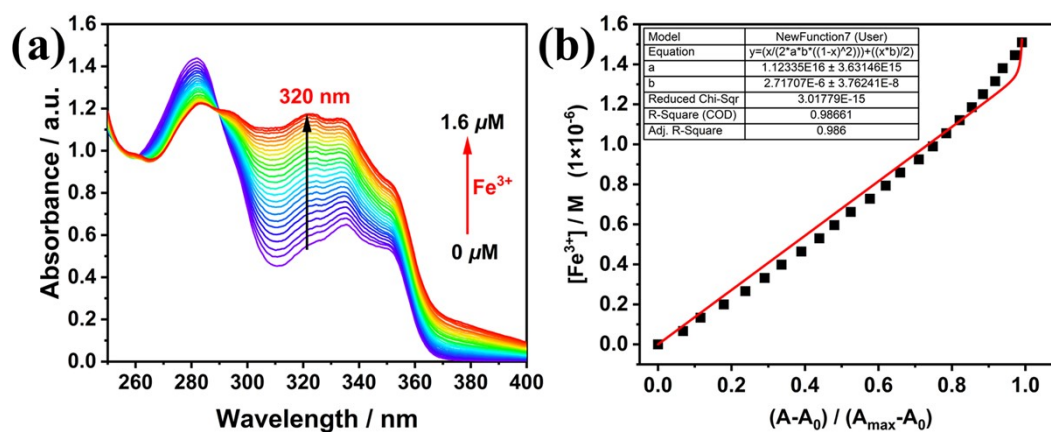 (a)
Absorbance / a.u.
1.6
1.4
1.2
1.0
0.8
0.6
0.4
0.2
0.0
320 nm
1.6 μM
Fe³⁺
0 μM
250 280 300 320 340 360 380 400
Wavelength / nm
(b)
[Fe³⁺] / M (1×10⁻⁶)
1.6
1.4
1.2
1.0
0.8
0.6
0.4
0.2
0.0
Model NewFunction7 (User)
Equation y=(x/(2*a*b*((1-x)^2)))+((x*b)/2)
a 1.12335E16 ± 3.63146E15
b 2.71707E-6 ± 3.76241E-8
Reduced Chi-Sqr 3.01779E-15
R-Square (COD) 0.98661
Adj. R-Square 0.986
0.0 0.2 0.4 0.6 0.8 1.0
(A-A₀) / (Aₘₐₓ-A₀)